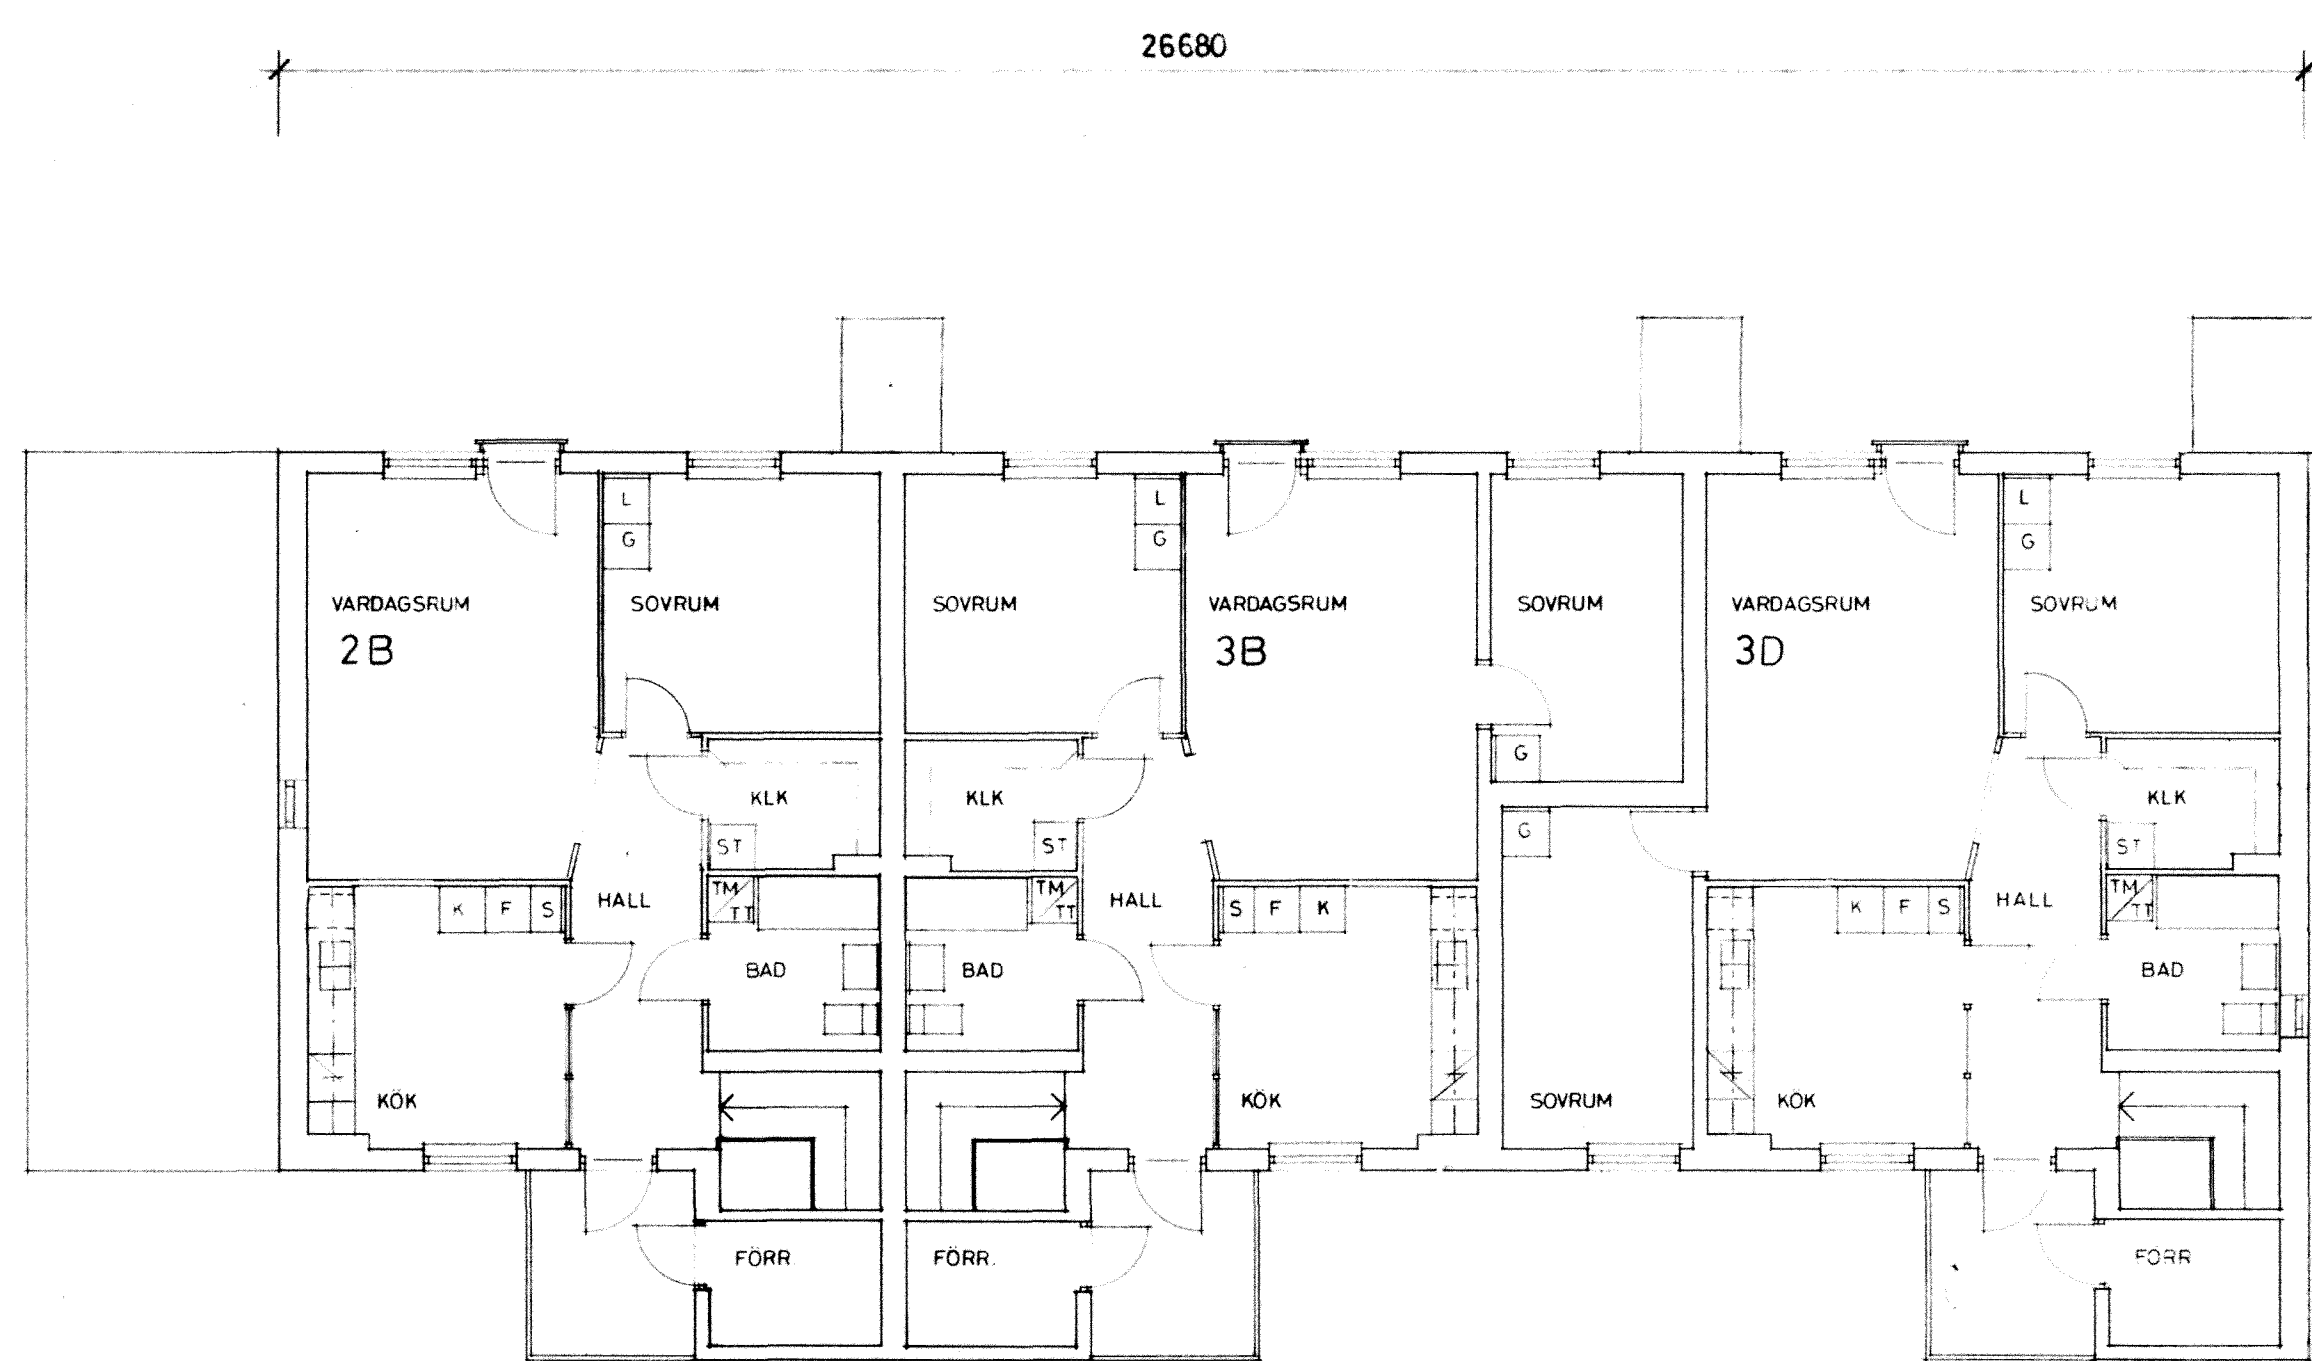 26680
L L L
G G G
VARDAGSRUM SOVRUM SOVRUM VARDAGSRUM SOVRUM VARDAGSRUM SOVRUM
2B 3B 3D
G
KLK KLK KLK
G
ST ST ST
TM TM TM
HALL HALL HALL
K F S TT TT S F K K F S TT
BAD BAD BAD
KÖK KÖK SOVRUM KÖK
FÖRR FÖRR. FÖRR